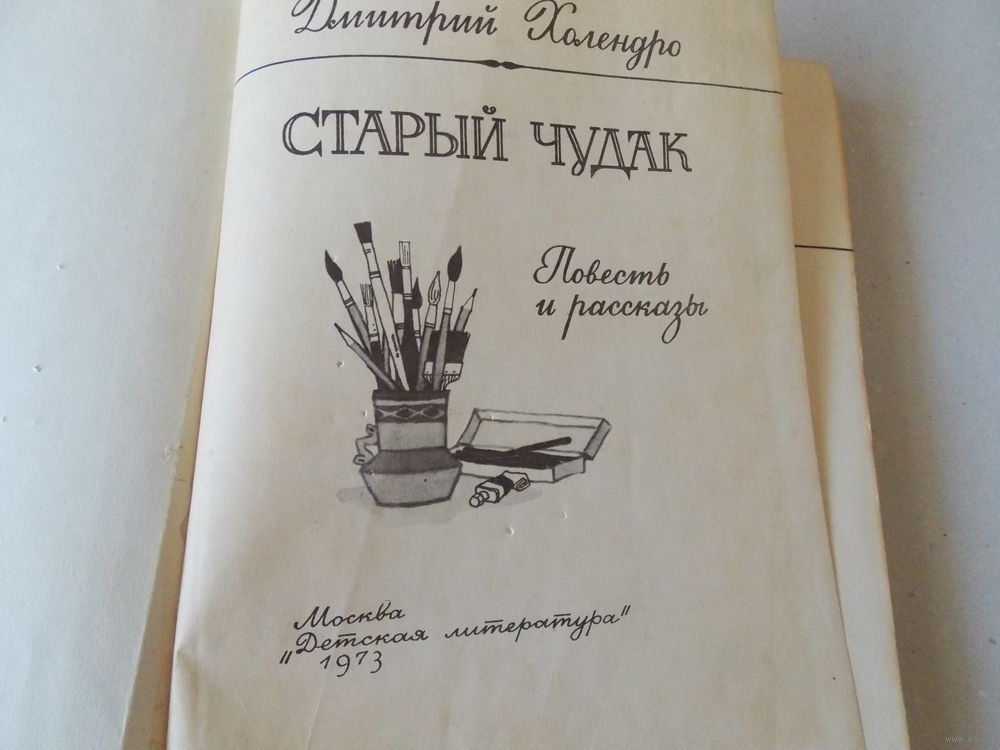 Дмитрий Холендро
СТАРЫЙ ЧУДАК
Повесть
и рассказы
Москва
„Детская литература"
1973